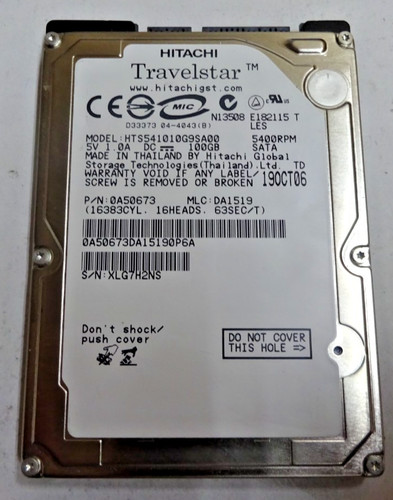 HITACHI
Travelstar™
www.hitachigst.com
CE MIC N N13508 E182115 T
D33373 04-4043(B) LES
MODEL:HTS541010G9SA00 5400RPM
5V 1.0A DC 100GB SATA
MADE IN THAILAND BY Hitachi Global
Storage Technologies(Thailand).Ltd. TD
WARRANTY VOID IF ANY LABEL/
SCREW IS REMOVED OR BROKEN 19OCT06
P/N:0A50673 MLC:DA1519
(16383CYL. 16HEADS. 63SEC/T)
0A50673DA15190P6A
S/N:XLG7H2NS
Don't shock/
push cover
DO NOT COVER
THIS HOLE =>